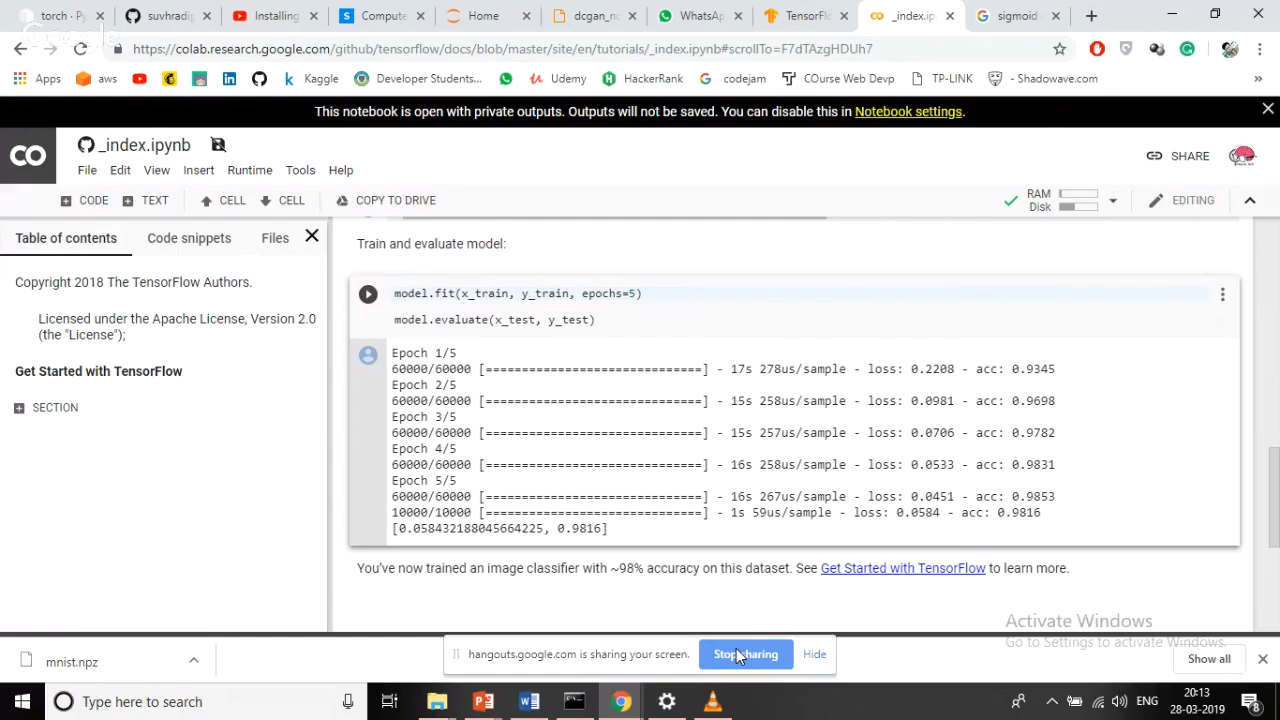 torch · Py
suvhradip
Installing
Compute
Home
dcgan_no
WhatsAp
TensorFl
_index.ip
sigmoid
https://colab.research.google.com/github/tensorflow/docs/blob/master/site/en/tutorials/_index.ipynb#scrollTo=F7dTAzgHDUh7
Apps
aws
Kaggle
Developer Students...
Udemy
HackerRank
codejam
COurse Web Devp
TP-LINK
- Shadowave.com
»
This notebook is open with private outputs. Outputs will not be saved. You can disable this in Notebook settings.
CO
_index.ipynb
SHARE
File Edit View Insert Runtime Tools Help
CODE TEXT CELL CELL COPY TO DRIVE
RAM
Disk
EDITING
Table of contents Code snippets Files
Train and evaluate model:
Copyright 2018 The TensorFlow Authors.
Licensed under the Apache License, Version 2.0
(the "License");
Get Started with TensorFlow
SECTION
model.fit(x_train, y_train, epochs=5)
model.evaluate(x_test, y_test)
Epoch 1/5
60000/60000 [==============================] - 17s 278us/sample - loss: 0.2208 - acc: 0.9345
Epoch 2/5
60000/60000 [==============================] - 15s 258us/sample - loss: 0.0981 - acc: 0.9698
Epoch 3/5
60000/60000 [==============================] - 15s 257us/sample - loss: 0.0706 - acc: 0.9782
Epoch 4/5
60000/60000 [==============================] - 16s 258us/sample - loss: 0.0533 - acc: 0.9831
Epoch 5/5
60000/60000 [==============================] - 16s 267us/sample - loss: 0.0451 - acc: 0.9853
10000/10000 [==============================] - 1s 59us/sample - loss: 0.0584 - acc: 0.9816
[0.058432188045664225, 0.9816]
You've now trained an image classifier with ~98% accuracy on this dataset. See Get Started with TensorFlow to learn more.
Activate Windows
Go to Settings to activate Windows.
mnist.npz
hangouts.google.com is sharing your screen.
Stop sharing
Hide
Show all
Type here to search
ENG
20:13
28-03-2019
8